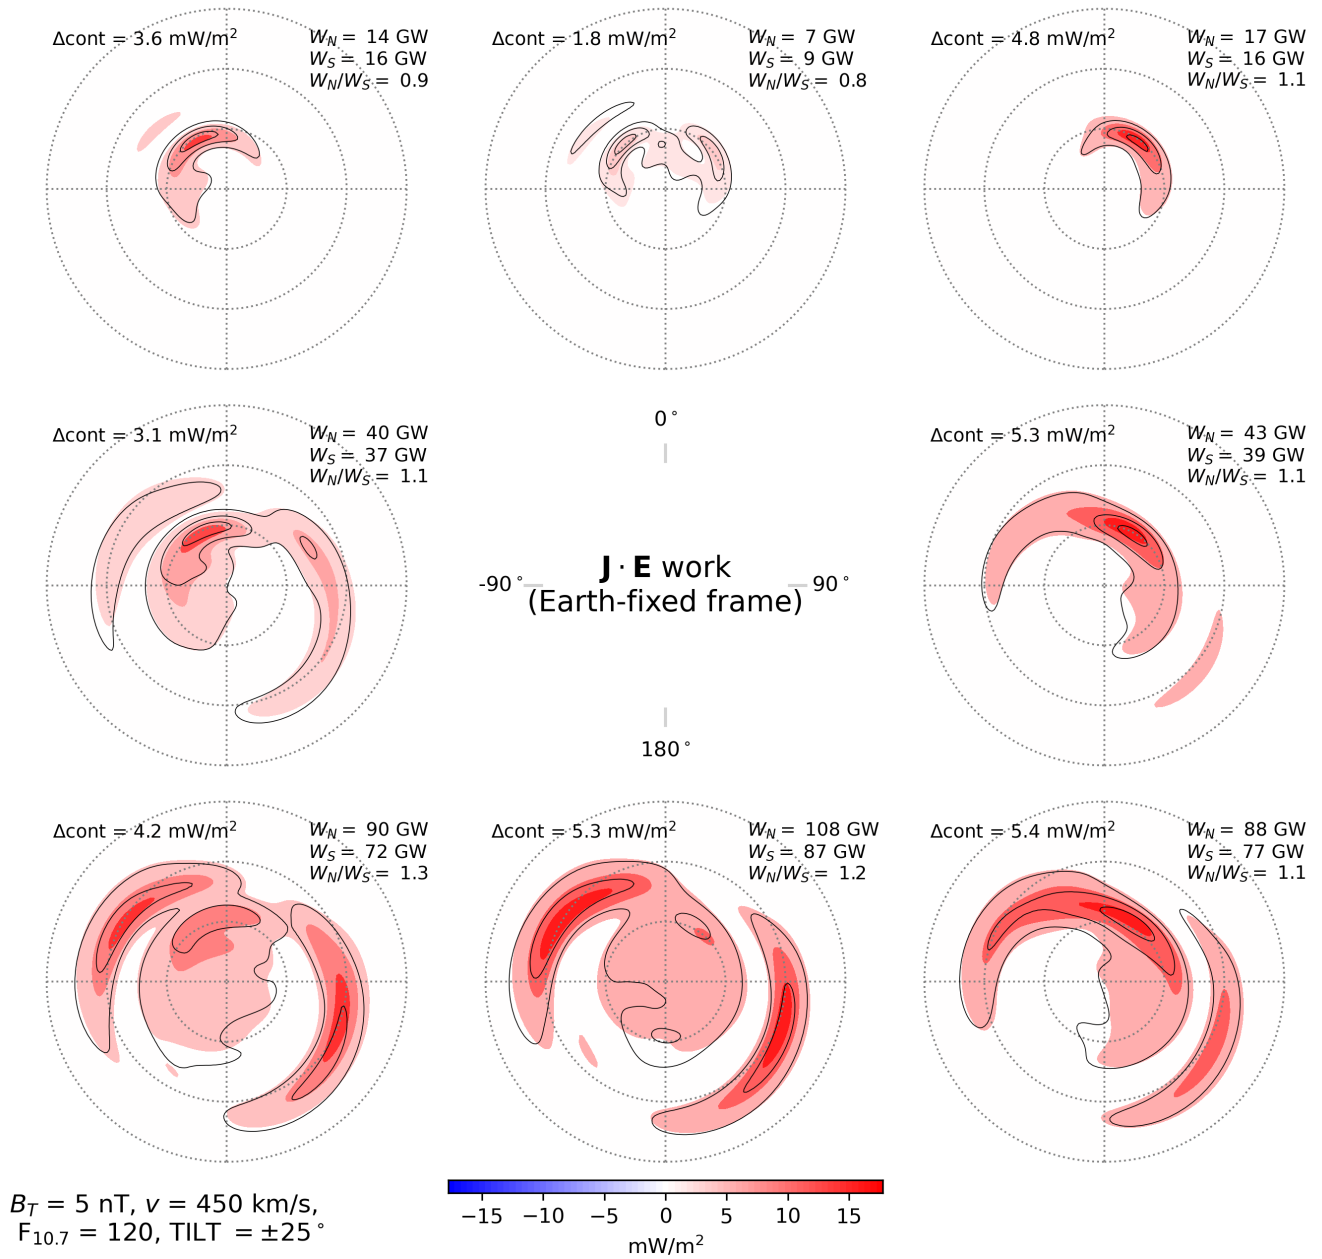 Δcont = 3.6 mW/m²
W_N = 14 GW
W_S = 16 GW
W_N/W_S = 0.9
Δcont = 1.8 mW/m²
W_N = 7 GW
W_S = 9 GW
W_N/W_S = 0.8
Δcont = 4.8 mW/m²
W_N = 17 GW
W_S = 16 GW
W_N/W_S = 1.1
Δcont = 3.1 mW/m²
W_N = 40 GW
W_S = 37 GW
W_N/W_S = 1.1
0°
-90°
J · E work
(Earth-fixed frame)
90°
180°
Δcont = 5.3 mW/m²
W_N = 43 GW
W_S = 39 GW
W_N/W_S = 1.1
Δcont = 4.2 mW/m²
W_N = 90 GW
W_S = 72 GW
W_N/W_S = 1.3
Δcont = 5.3 mW/m²
W_N = 108 GW
W_S = 87 GW
W_N/W_S = 1.2
Δcont = 5.4 mW/m²
W_N = 88 GW
W_S = 77 GW
W_N/W_S = 1.1
B_T = 5 nT, v = 450 km/s,
F_10.7 = 120, TILT = ±25°
−15 −10 −5 0 5 10 15
mW/m²